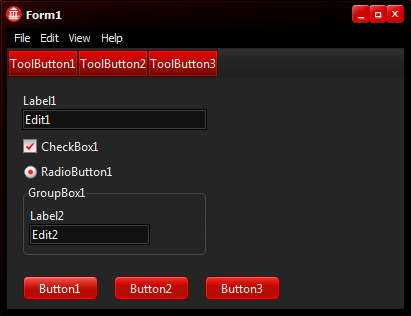 Form1
File Edit View Help
ToolButton1 ToolButton2 ToolButton3
Label1
Edit1
CheckBox1
RadioButton1
GroupBox1
Label2
Edit2
Button1 Button2 Button3